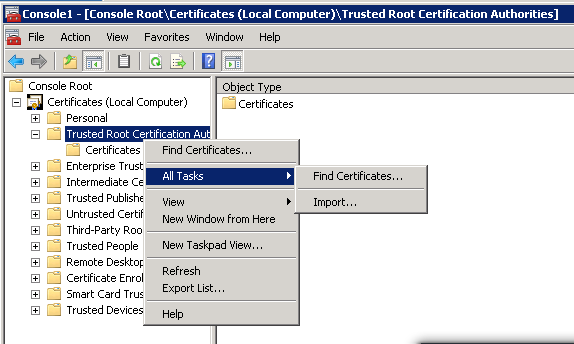 Console1 - [Console Root\Certificates (Local Computer)\Trusted Root Certification Authorities]
File Action View Favorites Window Help
Console Root
Certificates (Local Computer)
Personal
Trusted Root Certification Aut
Certificates
Enterprise Trust
Intermediate Ce
Trusted Publishe
Untrusted Certif
Third-Party Roo
Trusted People
Remote Desktop
Certificate Enrol
Smart Card Trus
Trusted Devices
Object Type
Certificates
Find Certificates...
All Tasks
View
New Window from Here
New Taskpad View...
Refresh
Export List...
Help
Find Certificates...
Import...